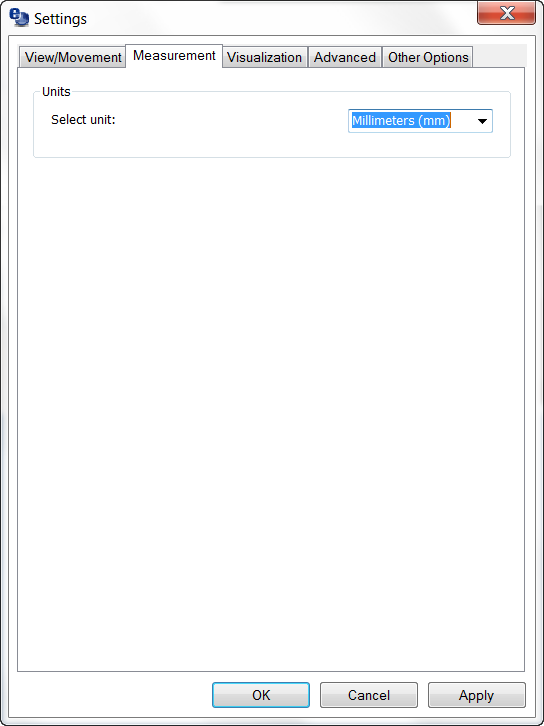 Settings
View/Movement Measurement Visualization Advanced Other Options
Units
Select unit: Millimeters (mm)
OK Cancel Apply